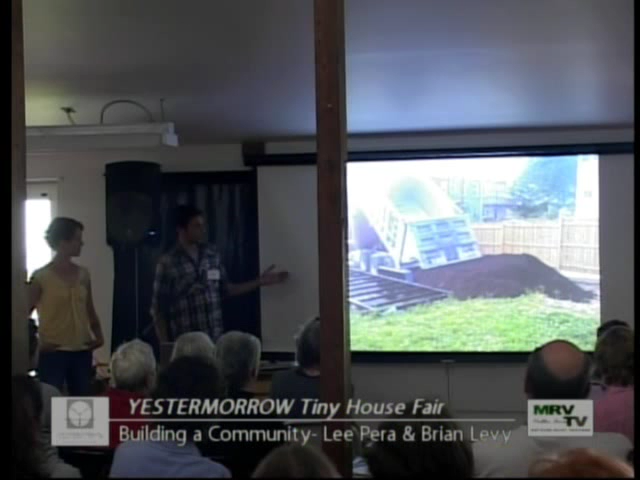 YESTERMORROW Tiny House Fair
Building a Community- Lee Pera & Brian Levy
MRV
TV